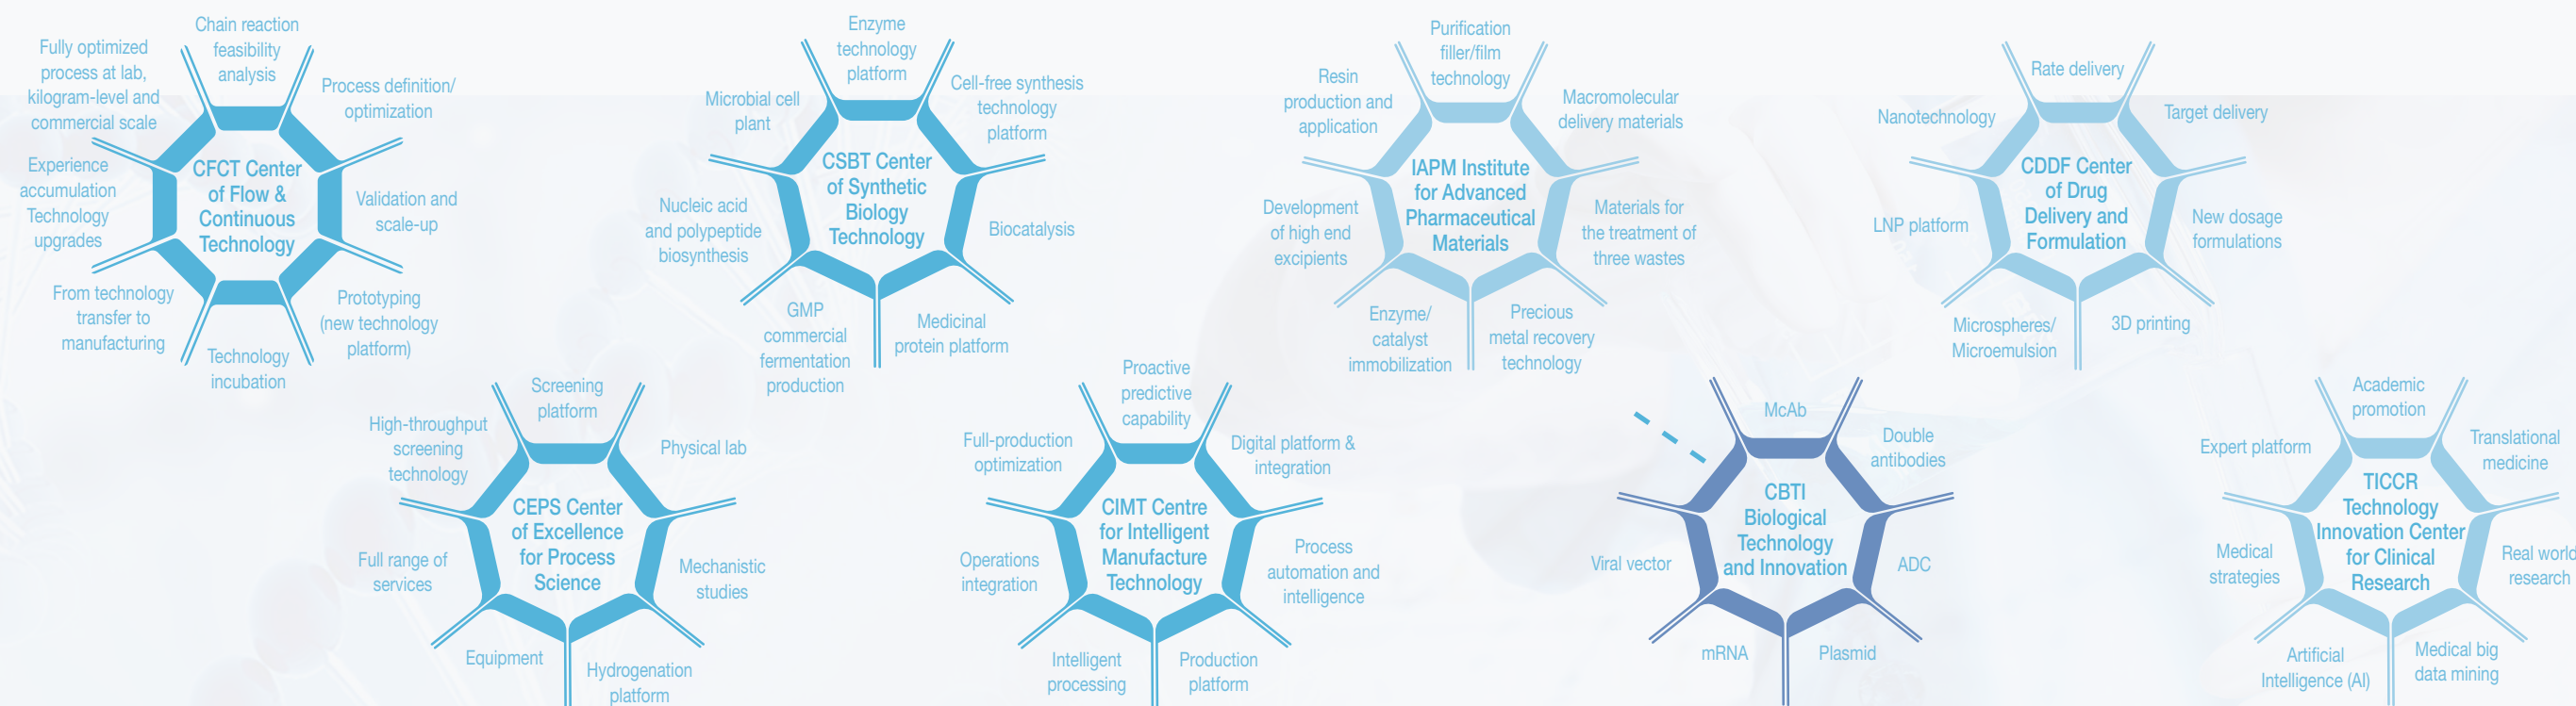 Chain reaction
feasibility
analysis
Process definition/
optimization
Validation and
scale-up
Prototyping
(new technology
platform)
Technology
incubation
From technology
transfer to
manufacturing
Experience
accumulation
Technology
upgrades
Fully optimized
process at lab,
kilogram-level and
commercial scale
CFCT Center
of Flow &
Continuous
Technology
Enzyme
technology
platform
Cell-free synthesis
technology
platform
Biocatalysis
Medicinal
protein platform
GMP
commercial
fermentation
production
Nucleic acid
and polypeptide
biosynthesis
Microbial cell
plant
CSBT Center
of Synthetic
Biology
Technology
Purification
filler/film
technology
Macromolecular
delivery materials
Materials for
the treatment of
three wastes
Precious
metal recovery
technology
Enzyme/
catalyst
immobilization
Development
of high end
excipients
Resin
production and
application
IAPM Institute
for Advanced
Pharmaceutical
Materials
Rate delivery
Target delivery
New dosage
formulations
3D printing
Microspheres/
Microemulsion
LNP platform
Nanotechnology
CDDF Center
of Drug
Delivery and
Formulation
Screening
platform
Physical lab
Mechanistic
studies
Hydrogenation
platform
Equipment
Full range of
services
High-throughput
screening
technology
CEPS Center
of Excellence
for Process
Science
Proactive
predictive
capability
Digital platform &
integration
Process
automation and
intelligence
Production
platform
Intelligent
processing
Operations
integration
Full-production
optimization
CIMT Centre
for Intelligent
Manufacture
Technology
McAb
Double
antibodies
ADC
Plasmid
mRNA
Viral vector
CBTI
Biological
Technology
and Innovation
Academic
promotion
Translational
medicine
Real world
research
Medical big
data mining
Artificial
Intelligence (AI)
Medical
strategies
Expert platform
TICCR
Technology
Innovation Center
for Clinical
Research